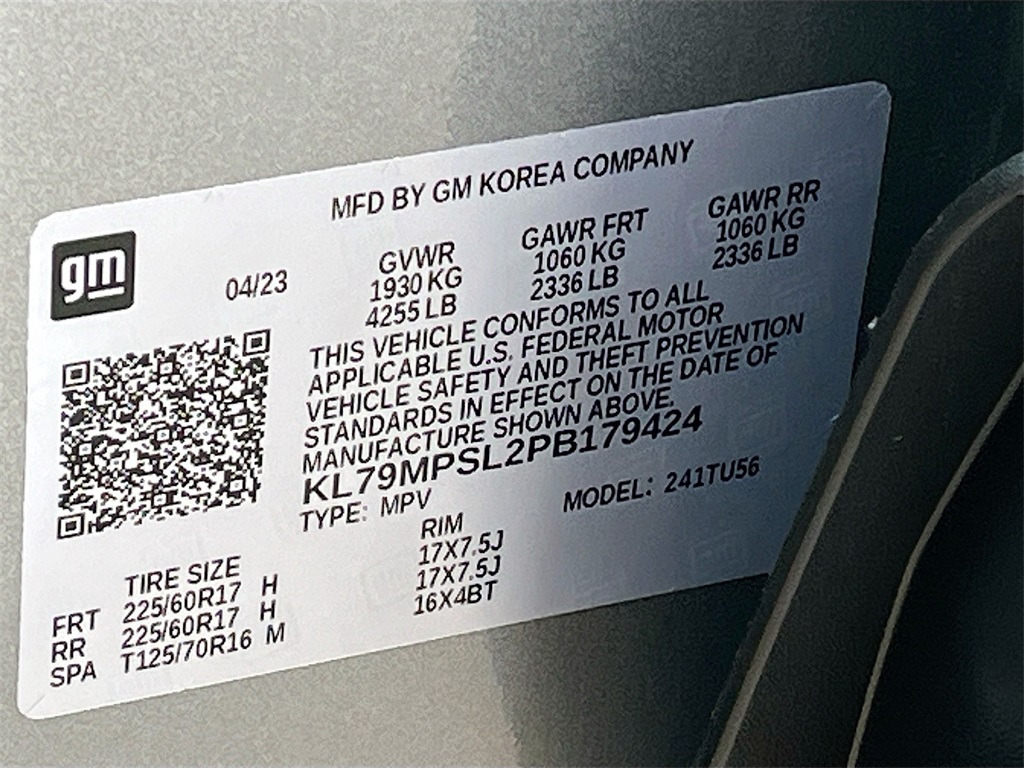 MFD BY GM KOREA COMPANY
gm
04/23
GVWR GAWR FRT GAWR RR
1930 KG 1060 KG 1060 KG
4255 LB 2336 LB 2336 LB
THIS VEHICLE CONFORMS TO ALL
APPLICABLE U.S. FEDERAL MOTOR
VEHICLE SAFETY AND THEFT PREVENTION
STANDARDS IN EFFECT ON THE DATE OF
MANUFACTURE SHOWN ABOVE.
KL79MPSL2PB179424
TYPE: MPV MODEL: 241TU56
TIRE SIZE RIM
FRT 225/60R17 H 17X7.5J
RR 225/60R17 H 17X7.5J
SPA T125/70R16 M 16X4BT